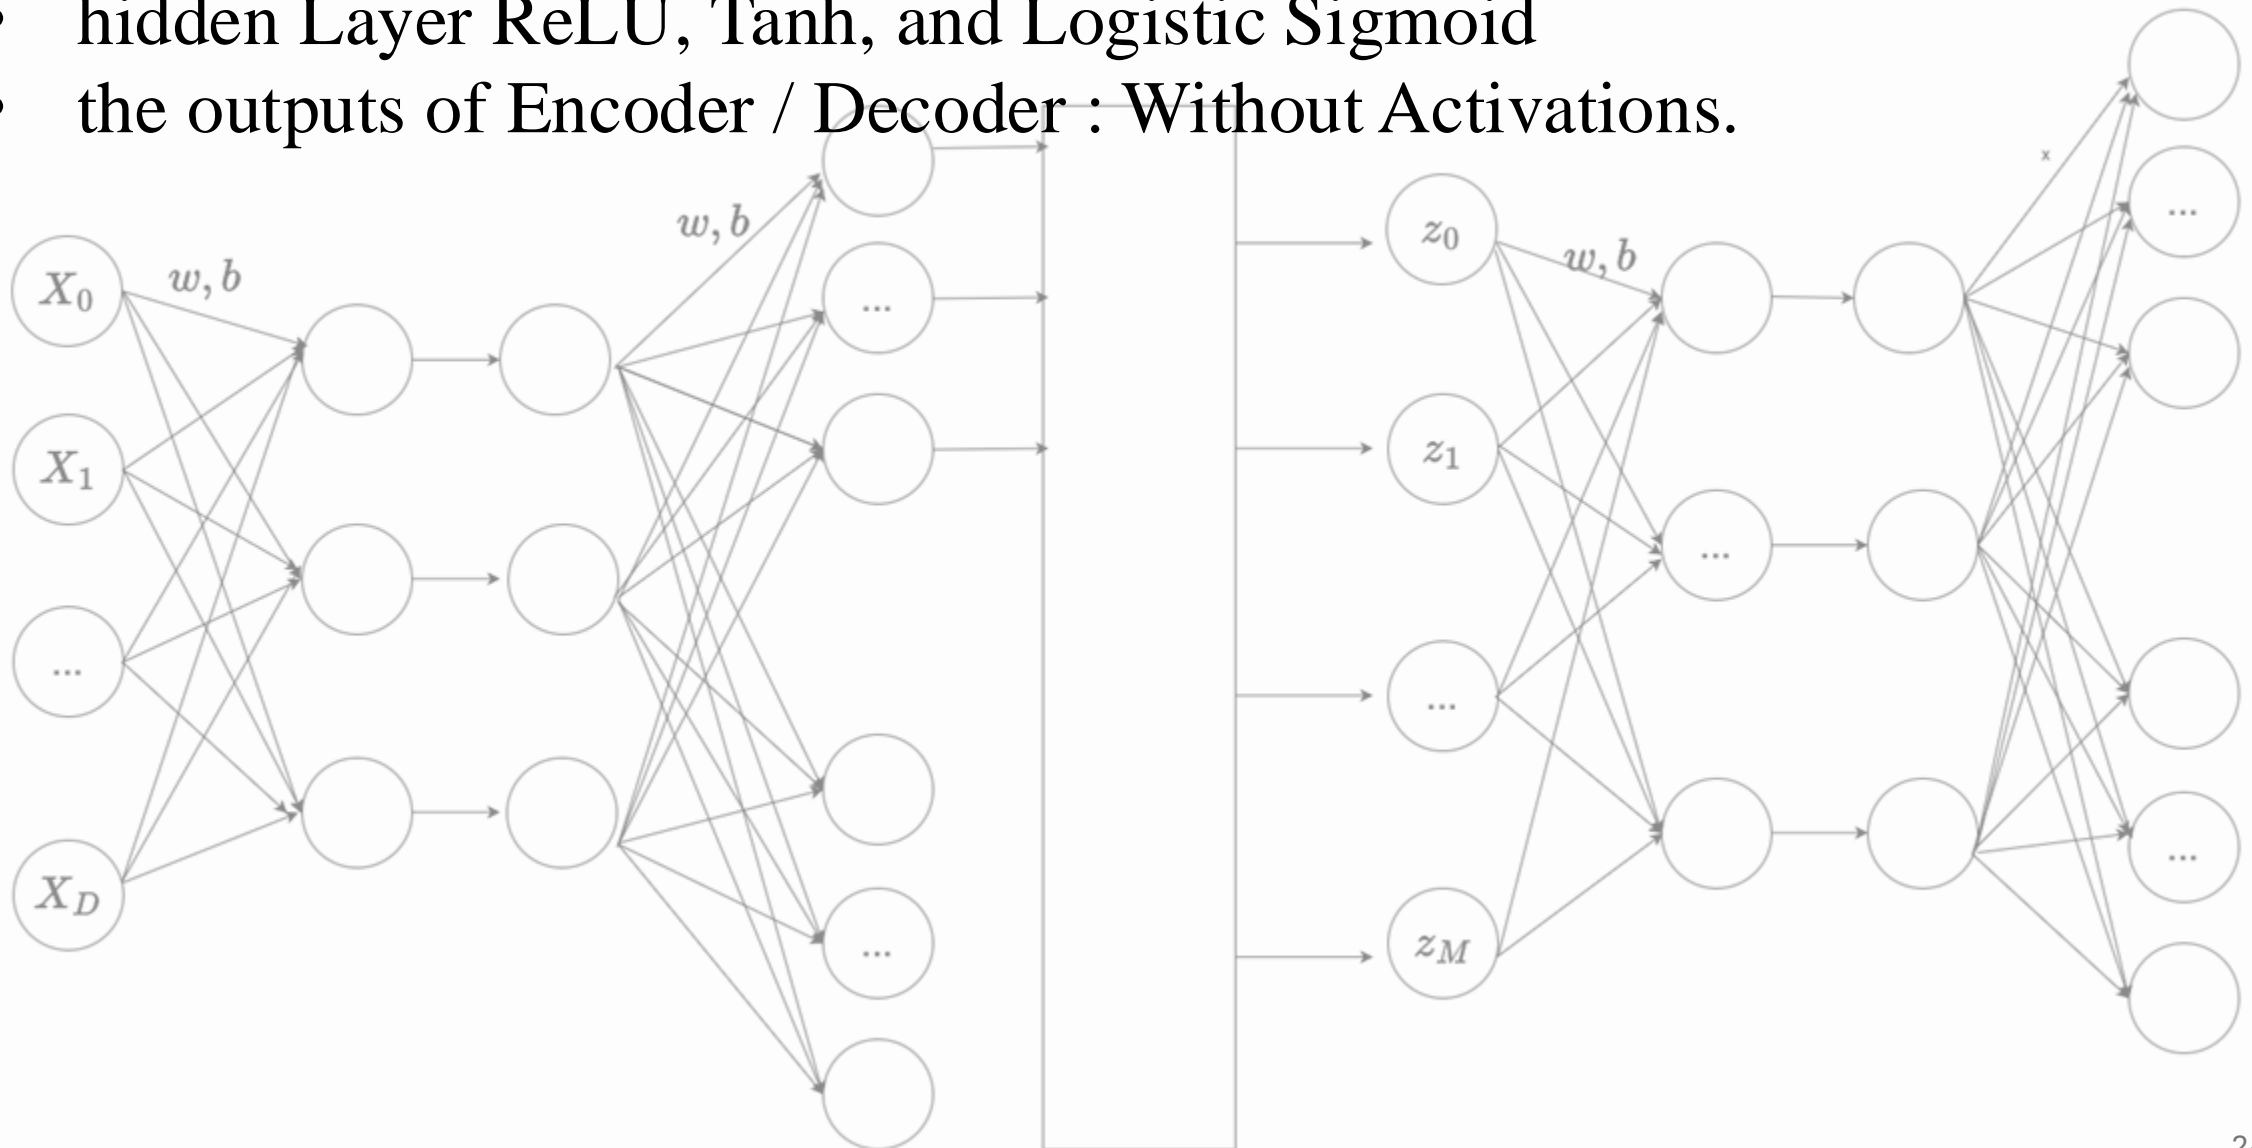 • hidden Layer ReLU, Tanh, and Logistic Sigmoid
• the outputs of Encoder / Decoder : Without Activations.
x
w, b
...
z₀
w, b
w, b
X₀
...
z₁
X₁
...
...
...
z_M
X_D
...
...
2